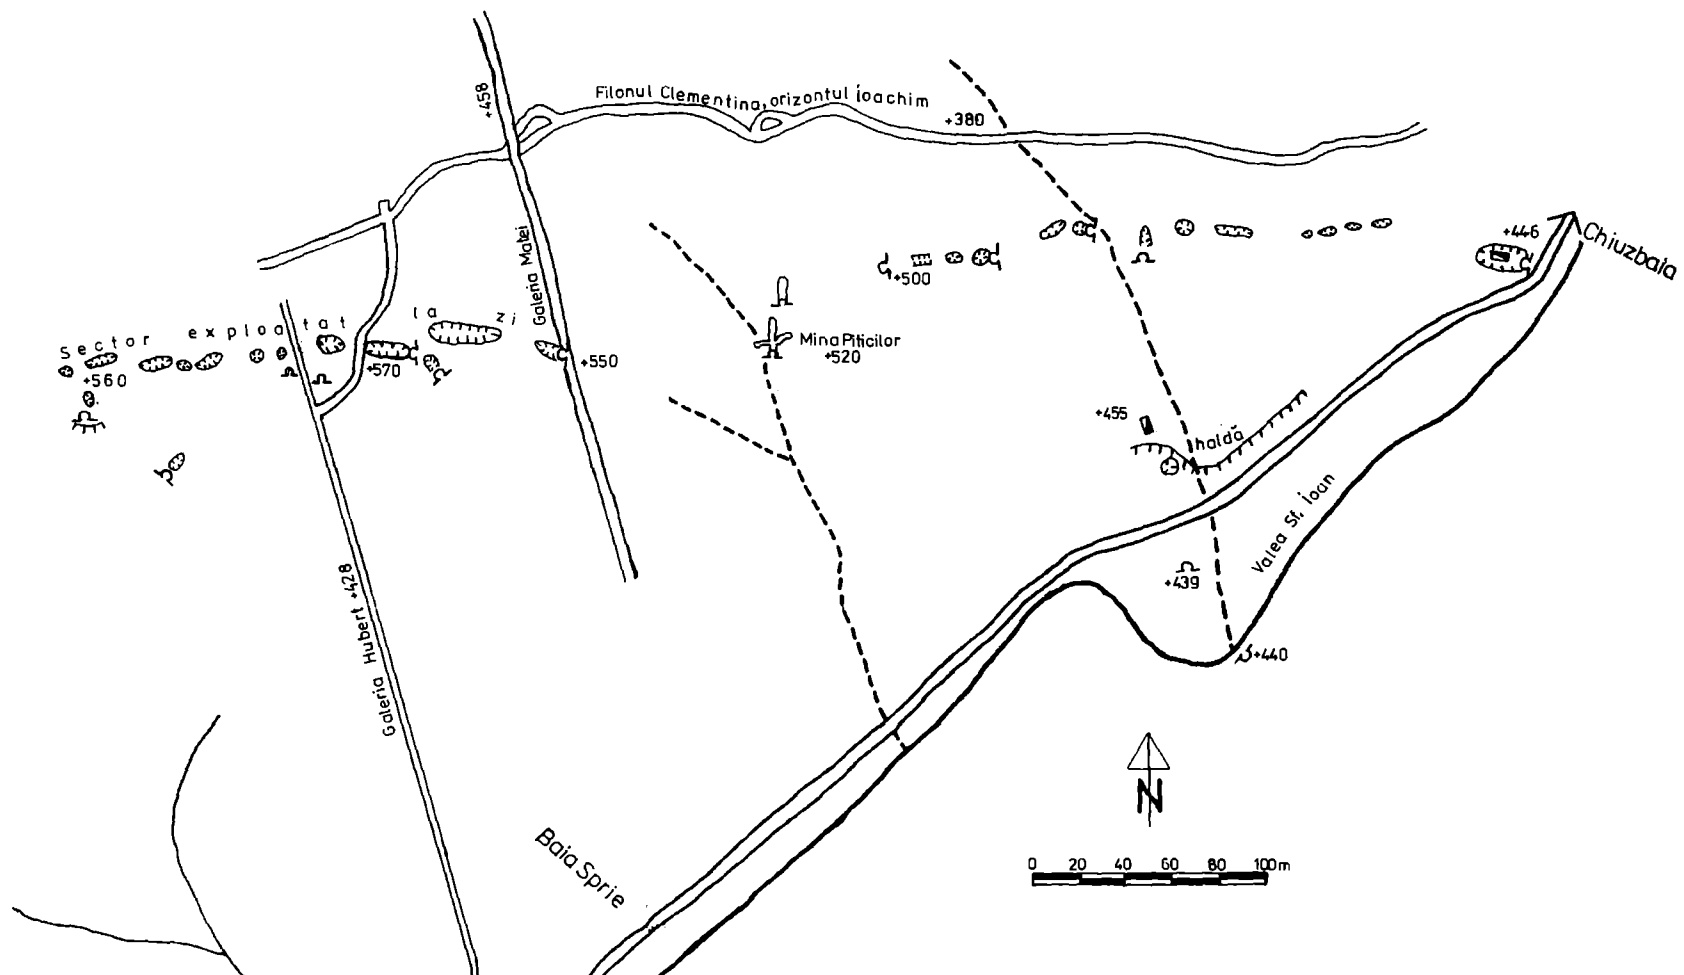 +458
Filonul Clementina, orizontul Ioachim
+380
Galeria Matei
+446
Chiuzbaia
+500
Sector exploatat la zi
+560
+570
+550
Mina Piticilor
+520
+455
haldă
Valea Sf. Ioan
+439
+440
Galeria Hubert +428
N
Baia Sprie
0 20 40 60 80 100m